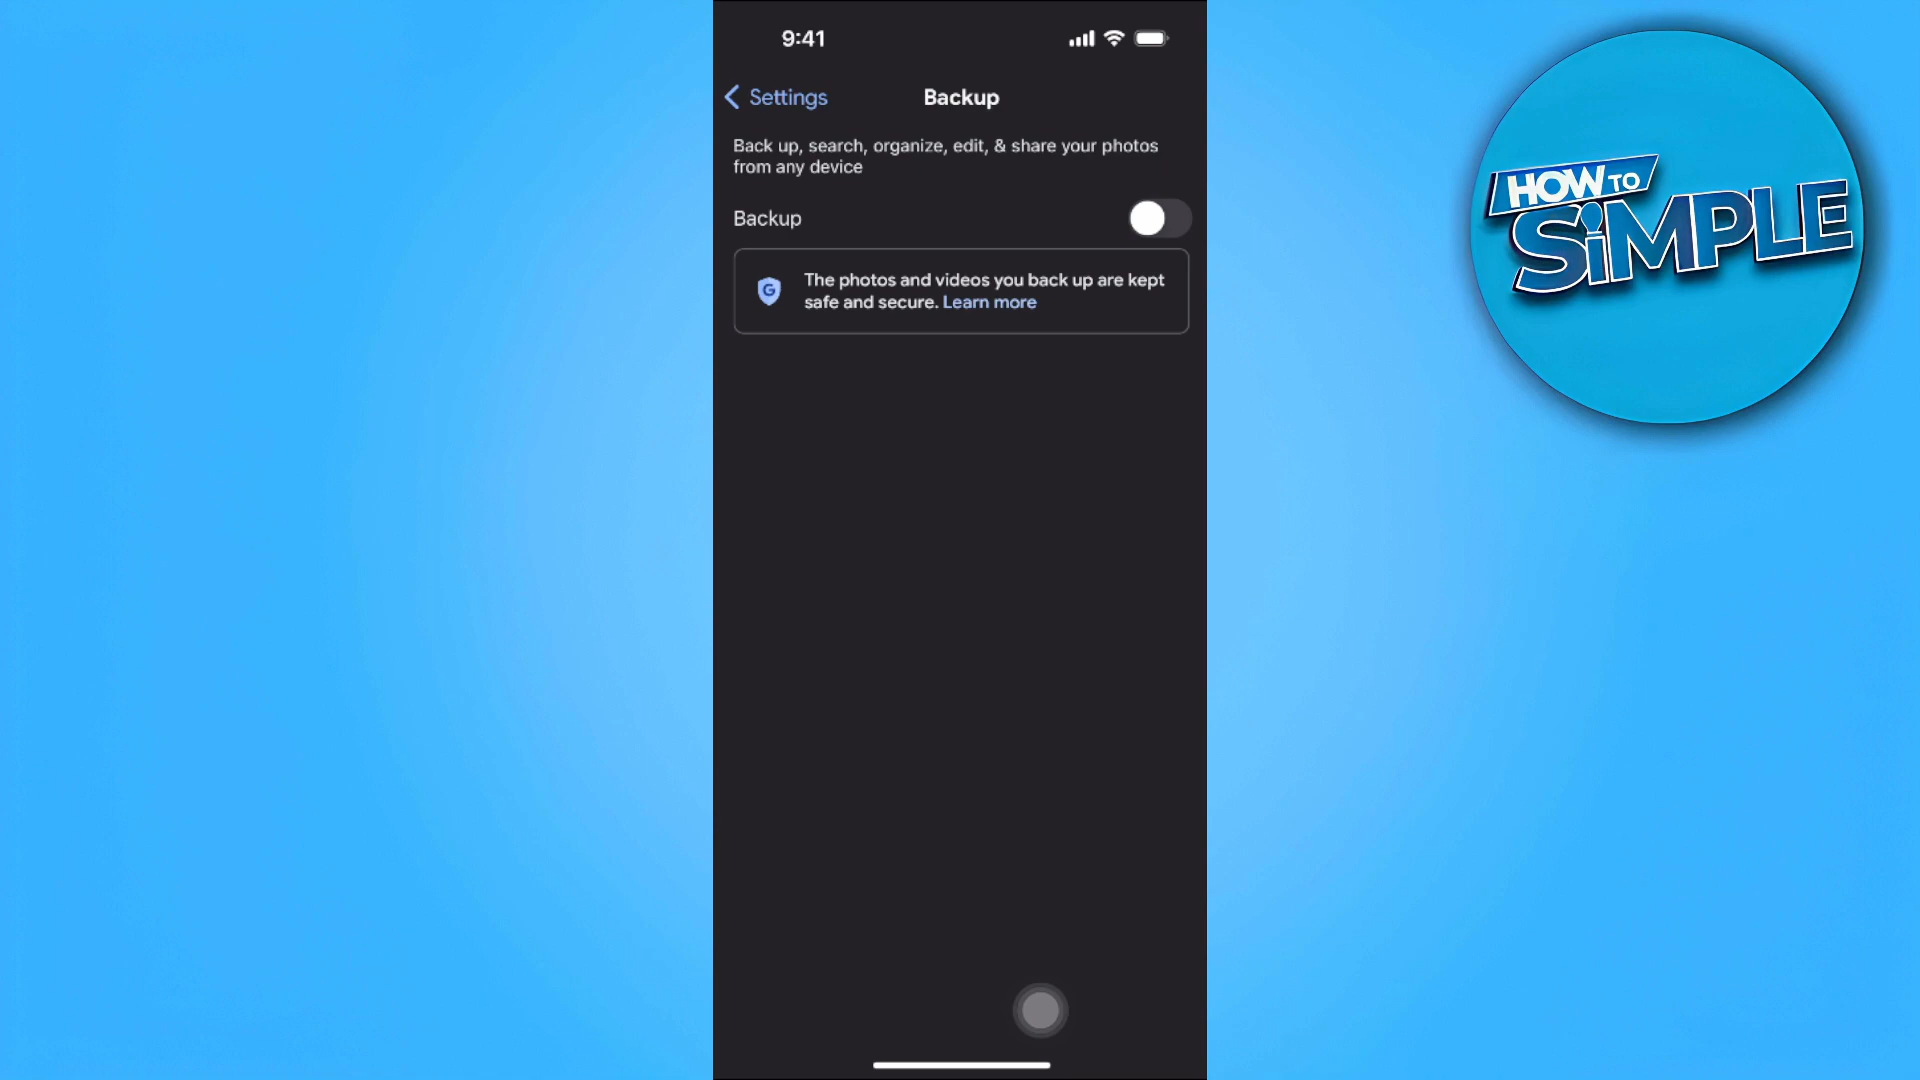 9:41
Settings
Backup
Back up, search, organize, edit, & share your photos
from any device
Backup
G
The photos and videos you back up are kept
safe and secure. Learn more
HOW TO
SiMPLE